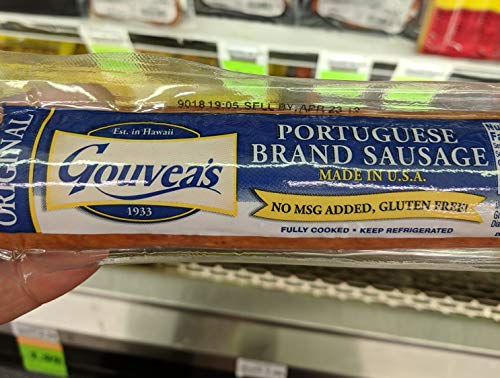 9018 19-05 SELL BY APR 23 19
ORIGINAL
Est. in Hawaii
Gouvea's
1933
PORTUGUESE
BRAND SAUSAGE
MADE IN U.S.A.
NO MSG ADDED, GLUTEN FREE!
FULLY COOKED • KEEP REFRIGERATED